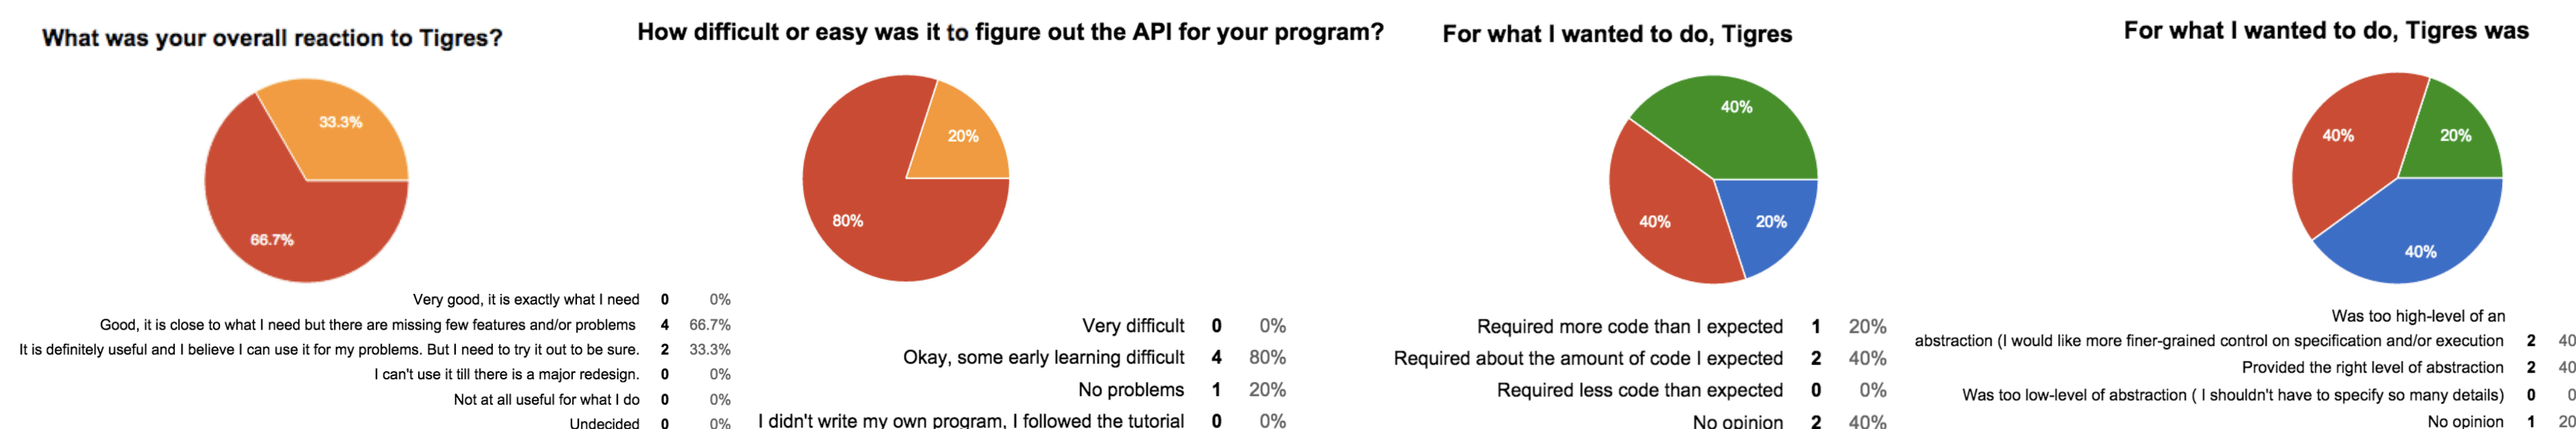 What was your overall reaction to Tigres?
33.3%
66.7%
Very good, it is exactly what I need 0 0%
Good, it is close to what I need but there are missing few features and/or problems 4 66.7%
It is definitely useful and I believe I can use it for my problems. But I need to try it out to be sure. 2 33.3%
I can't use it till there is a major redesign. 0 0%
Not at all useful for what I do 0 0%
Undecided 0 0%
How difficult or easy was it to figure out the API for your program?
20%
80%
Very difficult 0 0%
Okay, some early learning difficult 4 80%
No problems 1 20%
I didn't write my own program, I followed the tutorial 0 0%
For what I wanted to do, Tigres
40%
40%
20%
Required more code than I expected 1 20%
Required about the amount of code I expected 2 40%
Required less code than expected 0 0%
No opinion 2 40%
For what I wanted to do, Tigres was
40%
20%
40%
Was too high-level of an
abstraction (I would like more finer-grained control on specification and/or execution 2 40
Provided the right level of abstraction 2 40
Was too low-level of abstraction ( I shouldn't have to specify so many details) 0 0
No opinion 1 20